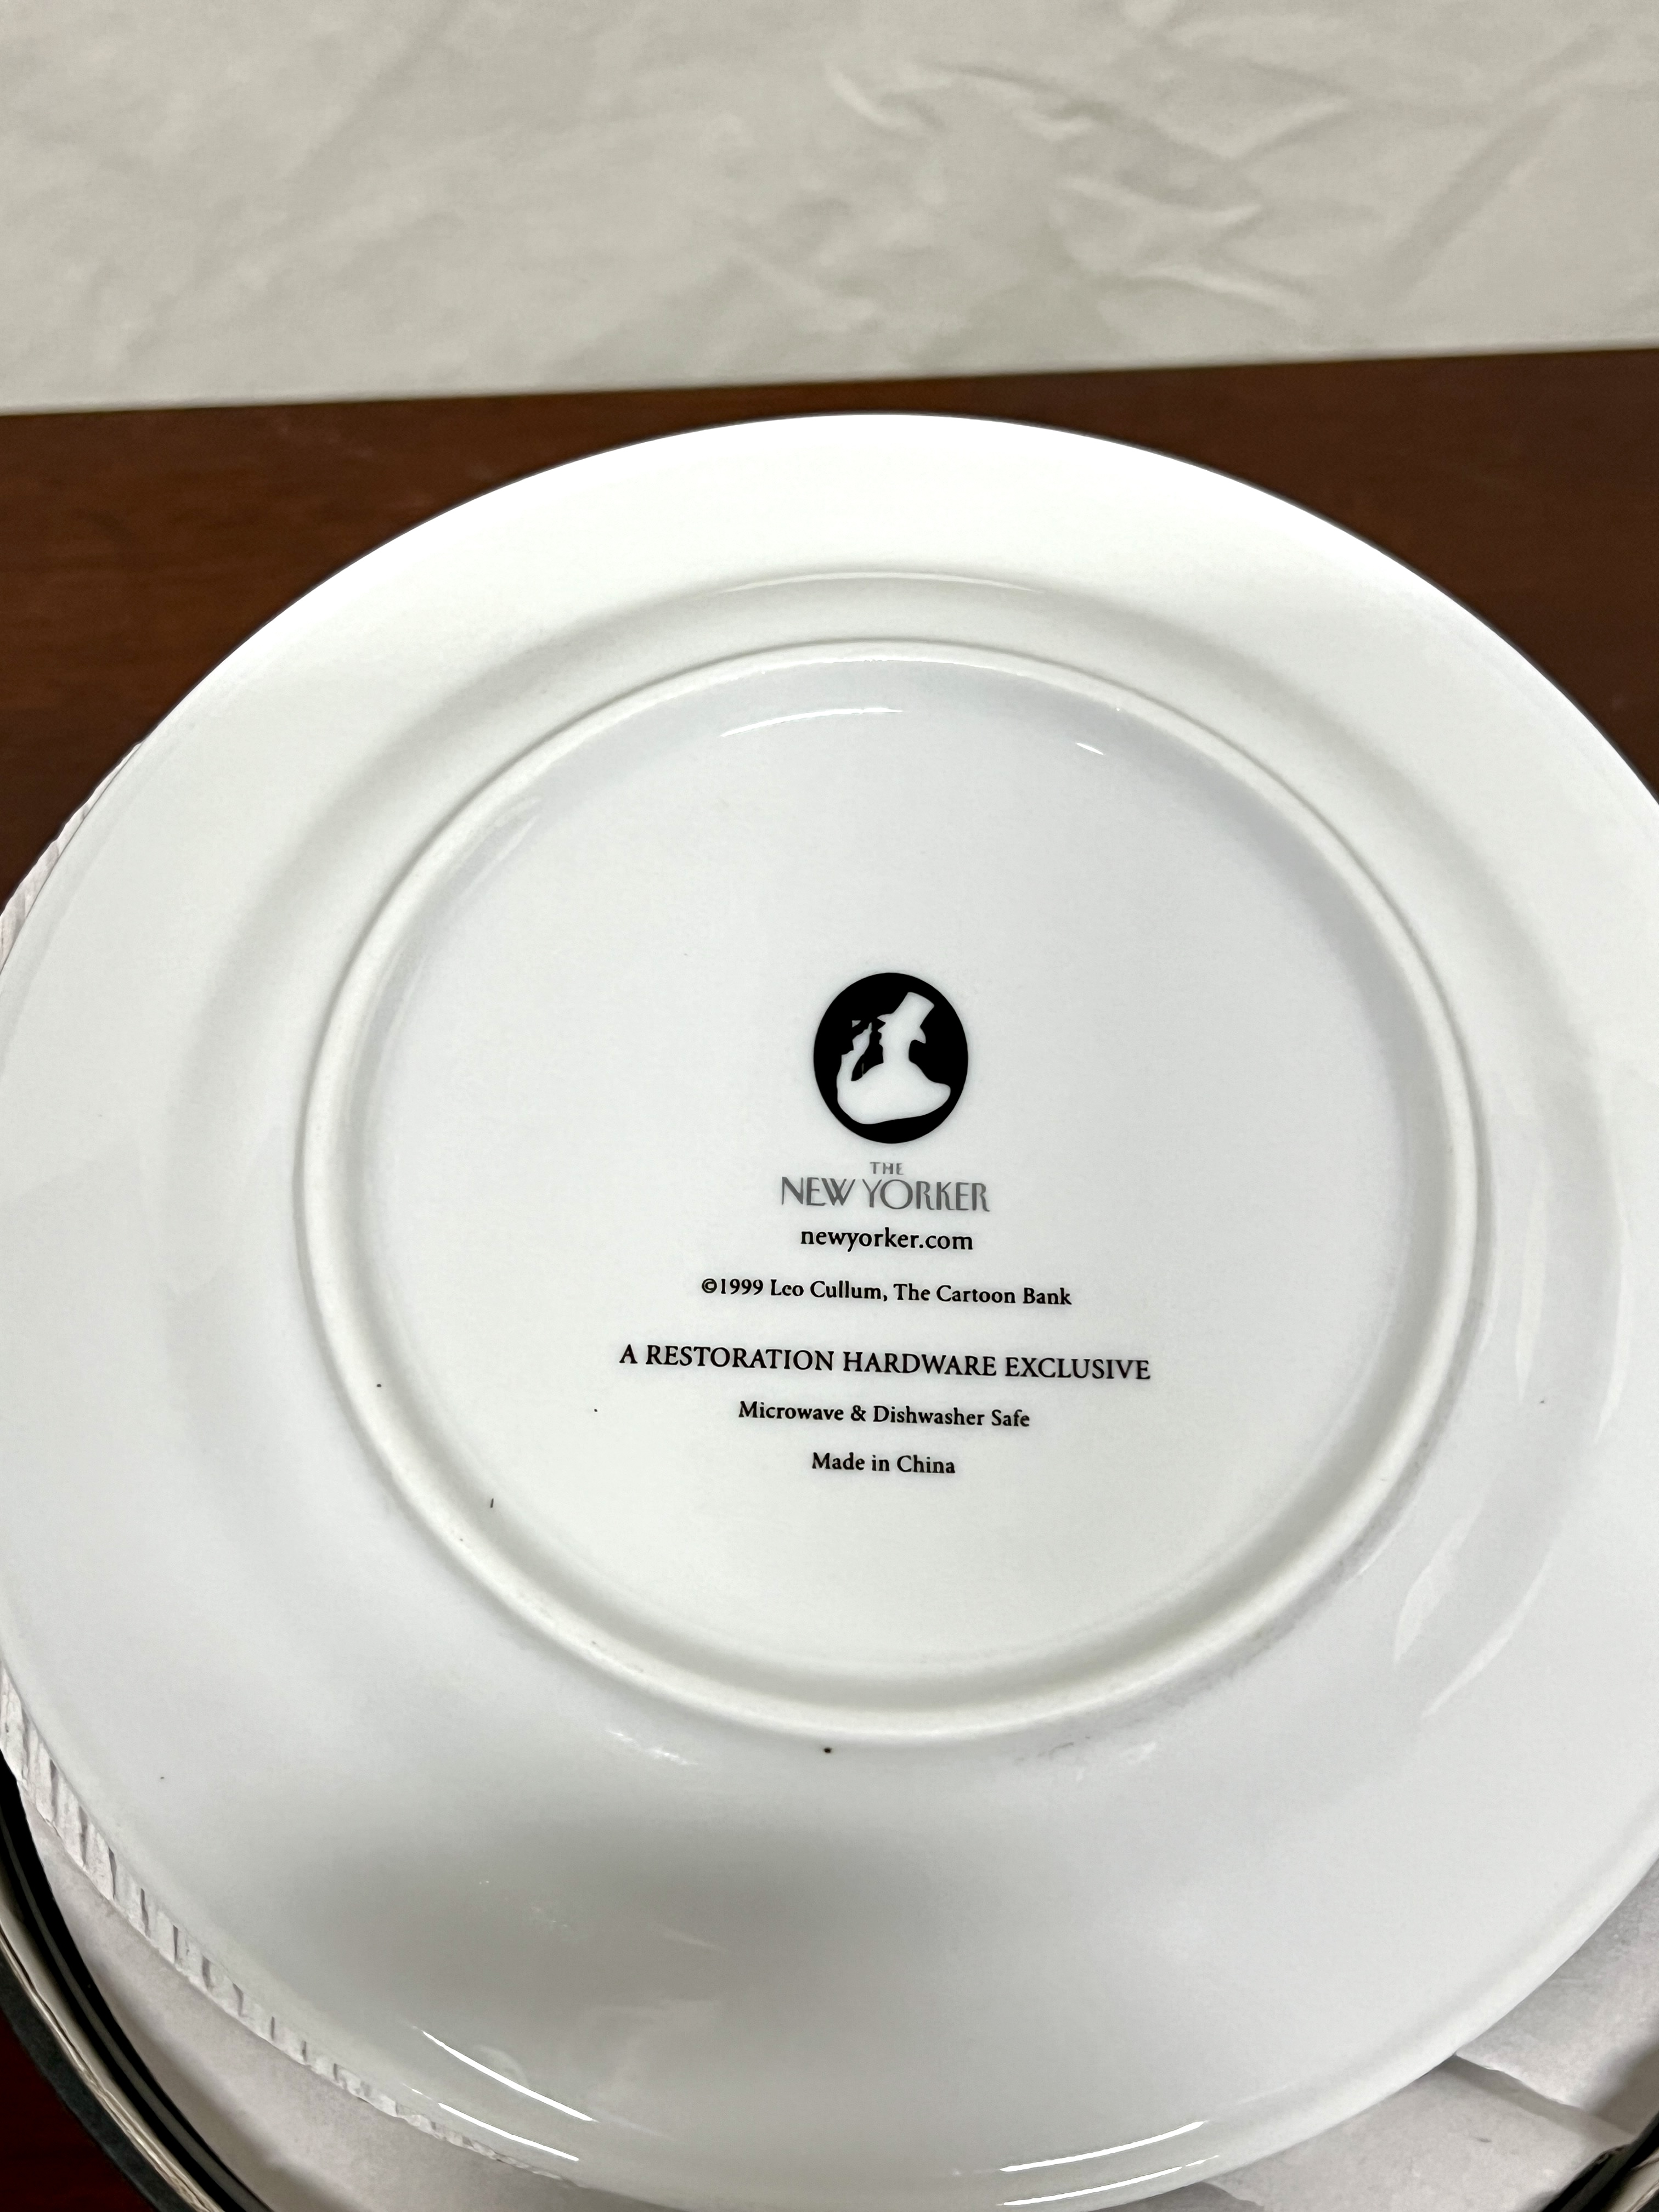 THE
NEW YORKER
newyorker.com
©1999 Leo Cullum, The Cartoon Bank
A RESTORATION HARDWARE EXCLUSIVE
Microwave & Dishwasher Safe
Made in China